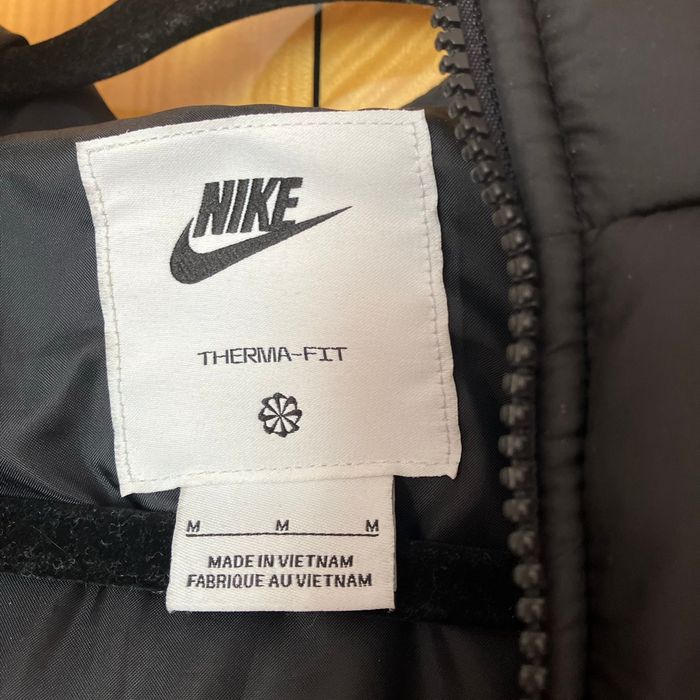 NIKE
THERMA-FIT
M M M
MADE IN VIETNAM
FABRIQUE AU VIETNAM